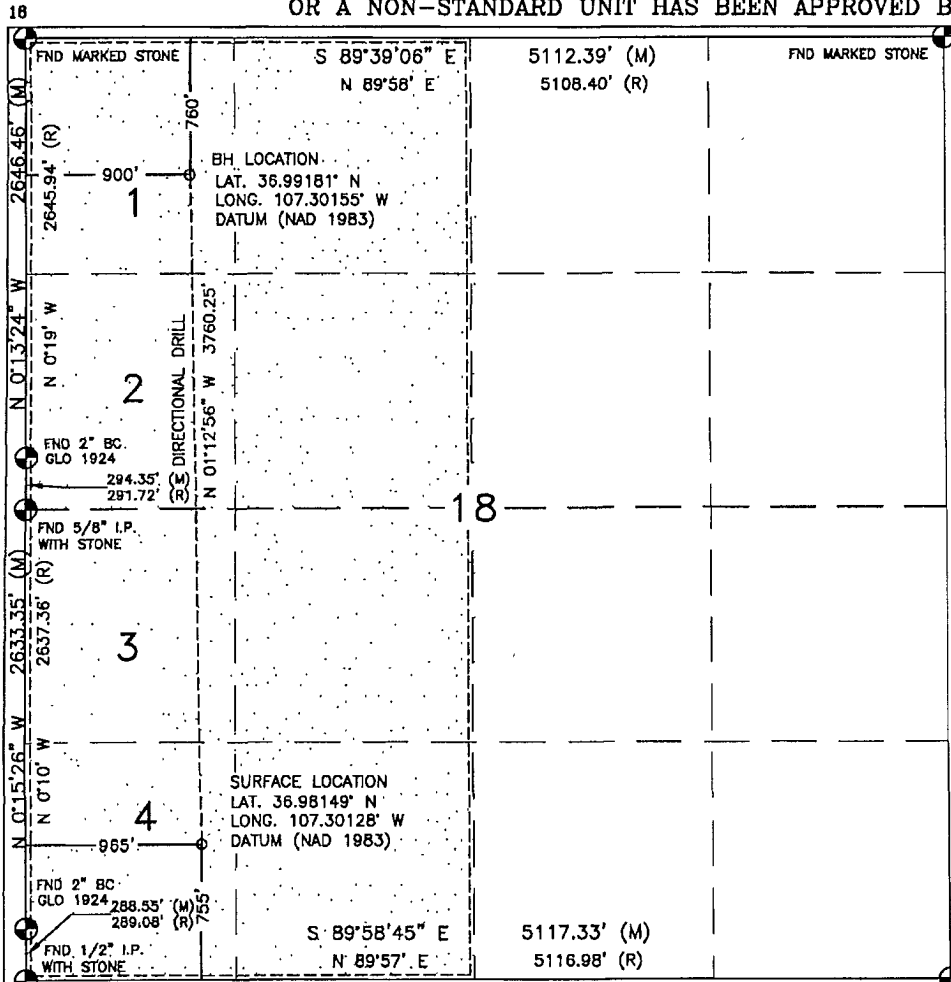 18
OR A NON-STANDARD UNIT HAS BEEN APPROVED B
FND MARKED STONE
S 89°39'06" E
5112.39' (M)
FND MARKED STONE
N 89°58' E
5108.40' (R)
2646.46' (M)
2645.94' (R)
760'
900'
1
BH LOCATION
LAT. 36.99181° N
LONG. 107.30155° W
DATUM (NAD 1983)
N 0°13'24" W
N 0°19' W
2
DIRECTIONAL DRILL
N 01°12'56" W 3760.25'
FND 2" BC
GLO 1924
294.35' (M)
291.72' (R)
18
FND 5/8" I.P.
WITH STONE
2633.35' (M)
2637.36' (R)
3
N 0°15'26" W
N 0°10' W
4
SURFACE LOCATION
LAT. 36.98149° N
LONG. 107.30128° W
DATUM (NAD 1983)
965'
755'
FND 2" BC
GLO 1924
288.55' (M)
289.08' (R)
FND 1/2" I.P.
WITH STONE
S 89°58'45" E
5117.33' (M)
N 89°57' E
5116.98' (R)